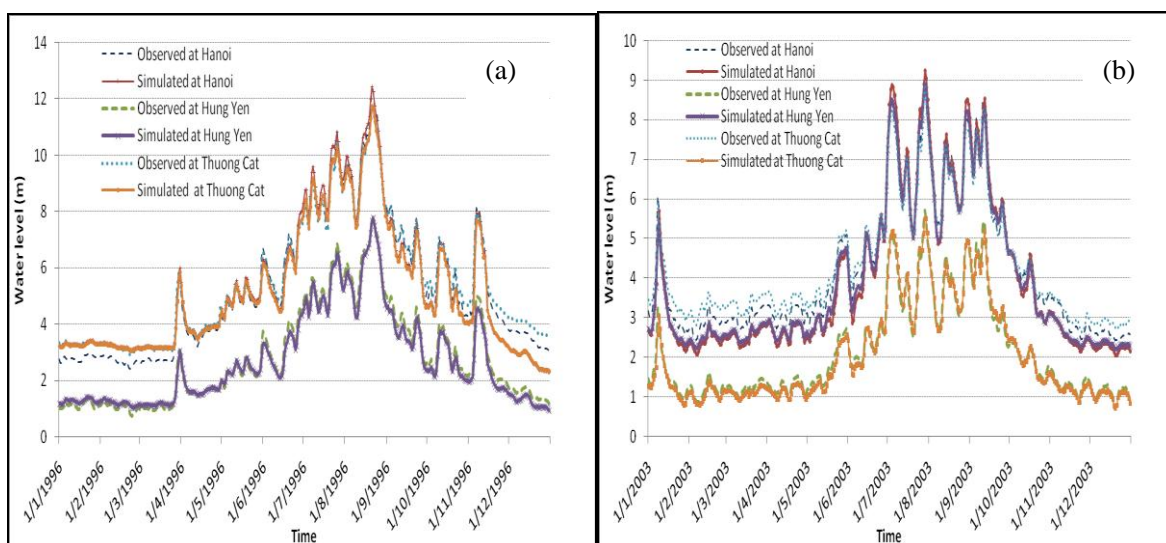 (a)
Water level (m)
14
12
10
8
6
4
2
0
Observed at Hanoi
Simulated at Hanoi
Observed at Hung Yen
Simulated at Hung Yen
Observed at Thuong Cat
Simulated at Thuong Cat
1/1/1996
1/2/1996
1/3/1996
1/4/1996
1/5/1996
1/6/1996
1/7/1996
1/8/1996
1/9/1996
1/10/1996
1/11/1996
1/12/1996
Time
(b)
Water level (m)
10
9
8
7
6
5
4
3
2
1
0
Observed at Hanoi
Simulated at Hanoi
Observed at Hung Yen
Simulated at Hung Yen
Observed at Thuong Cat
Simulated at Thuong Cat
1/1/2003
1/2/2003
1/3/2003
1/4/2003
1/5/2003
1/6/2003
1/7/2003
1/8/2003
1/9/2003
1/10/2003
1/11/2003
1/12/2003
Time